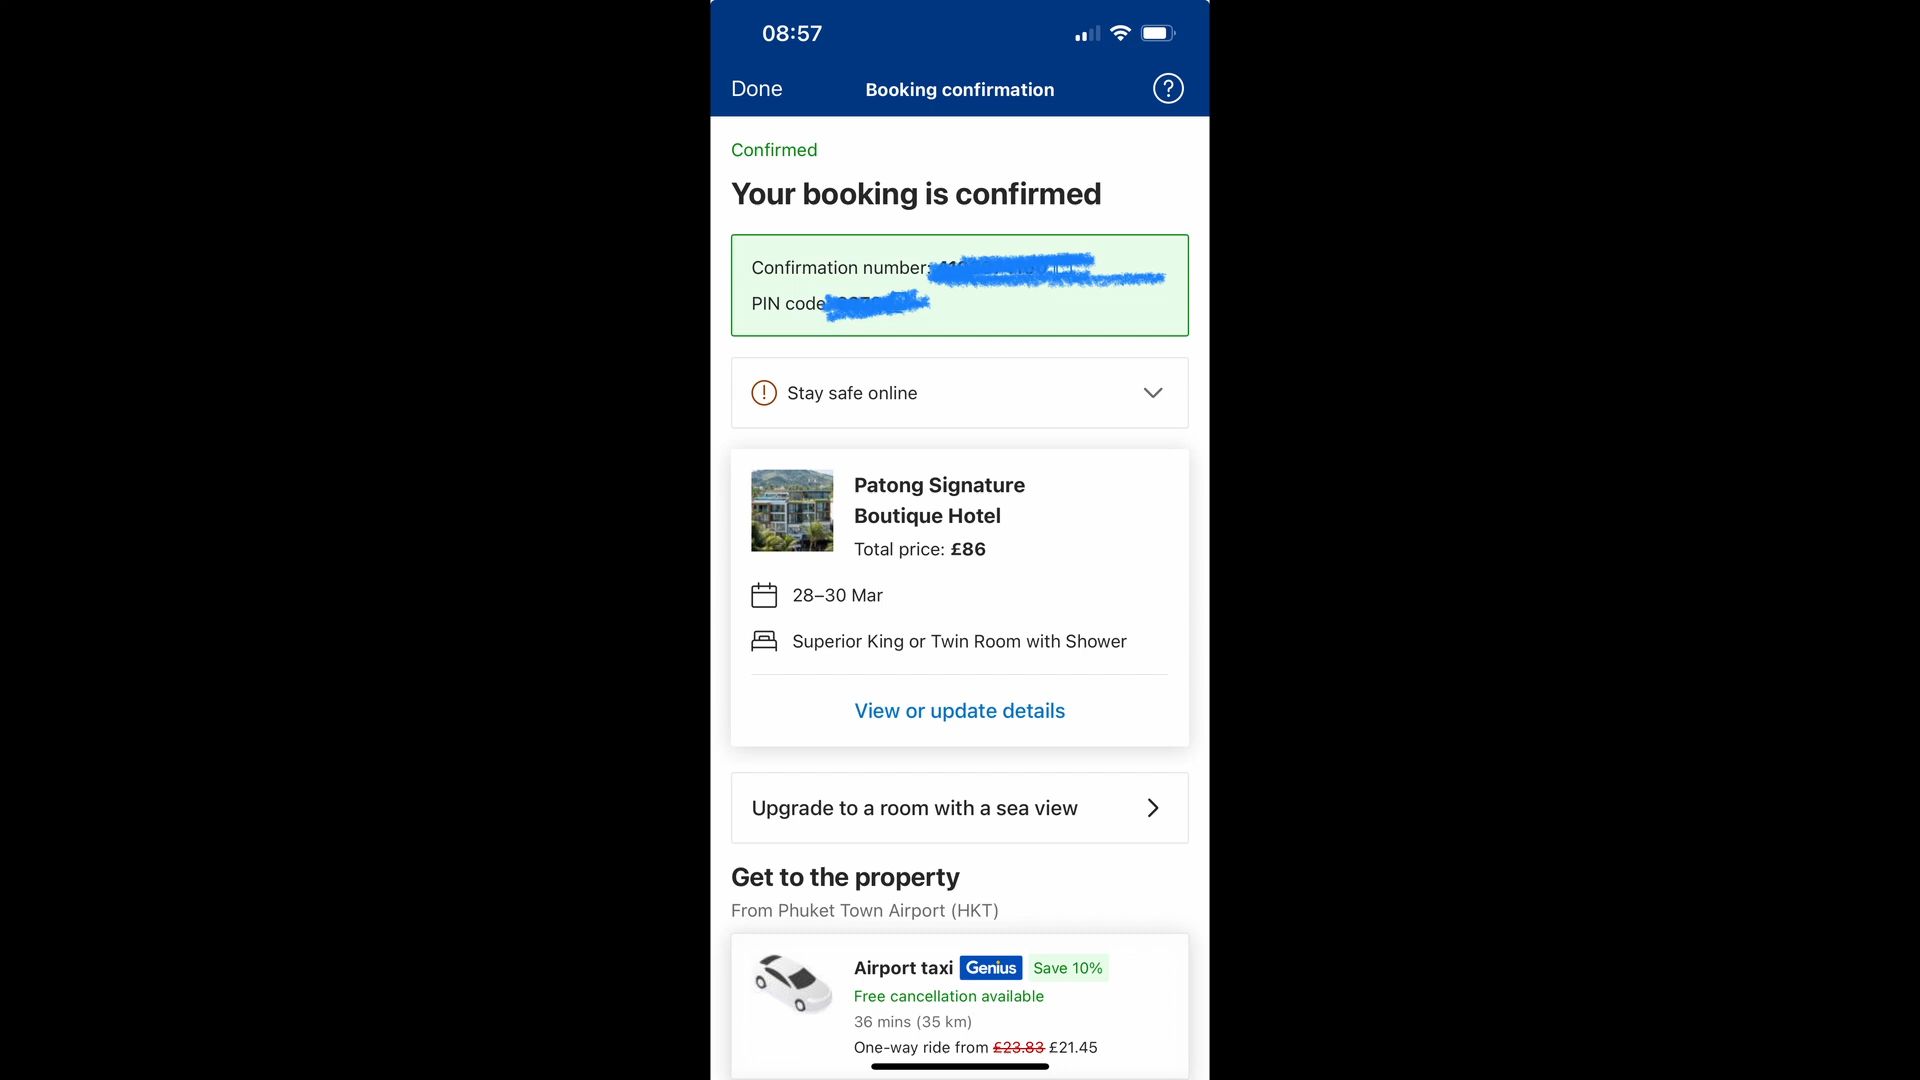 08:57
Done
Booking confirmation
?
Confirmed
Your booking is confirmed
Confirmation number:
PIN code
Stay safe online
Patong Signature
Boutique Hotel
Total price: £86
28–30 Mar
Superior King or Twin Room with Shower
View or update details
Upgrade to a room with a sea view
Get to the property
From Phuket Town Airport (HKT)
Airport taxi Genius Save 10%
Free cancellation available
36 mins (35 km)
One-way ride from £23.83 £21.45